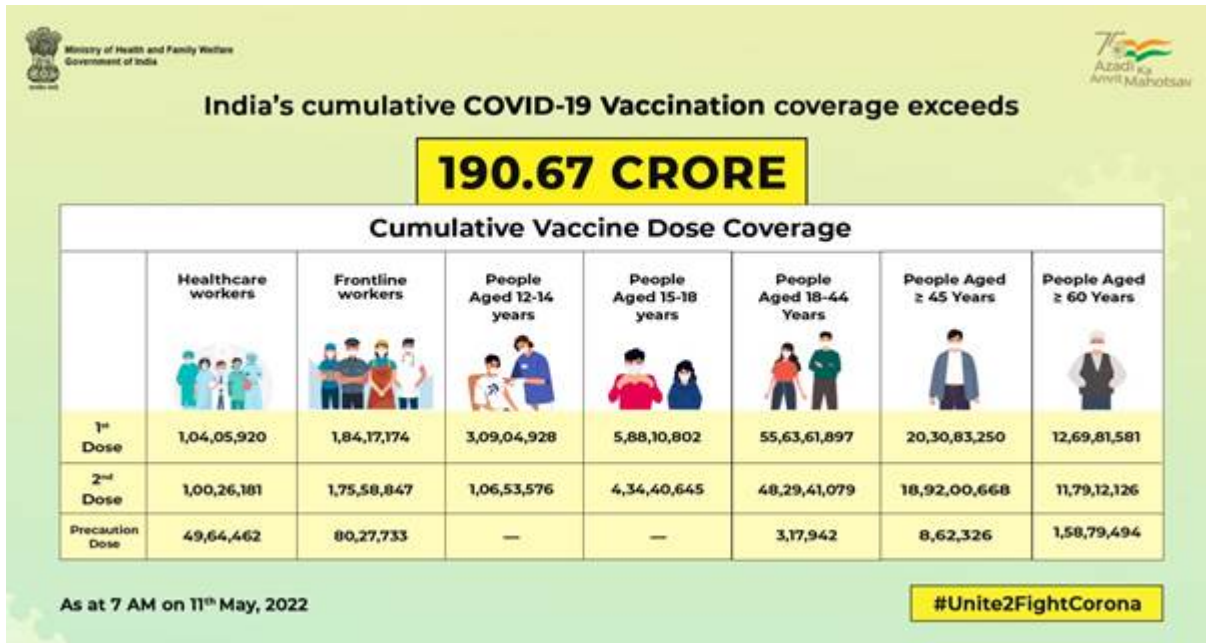 Ministry of Health and Family Welfare
Government of India
75
Azadi Ka
Amrit Mahotsav
India's cumulative COVID-19 Vaccination coverage exceeds
190.67 CRORE
Cumulative Vaccine Dose Coverage
Healthcare workers
Frontline workers
People Aged 12-14 years
People Aged 15-18 years
People Aged 18-44 Years
People Aged ≥ 45 Years
People Aged ≥ 60 Years
1st Dose 1,04,05,920 1,84,17,174 3,09,04,928 5,88,10,802 55,63,61,897 20,30,83,250 12,69,81,581
2nd Dose 1,00,26,181 1,75,58,847 1,06,53,576 4,34,40,645 48,29,41,079 18,92,00,668 11,79,12,126
Precaution Dose 49,64,462 80,27,733 — — 3,17,942 8,62,326 1,58,79,494
As at 7 AM on 11th May, 2022
#Unite2FightCorona